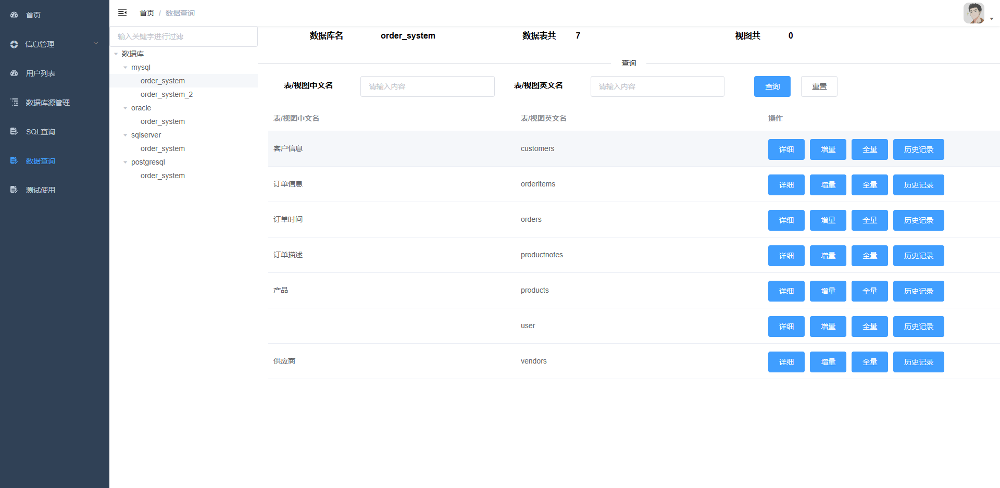 首页
信息管理
用户列表
数据库源管理
SQL查询
数据查询
测试使用
首页 / 数据查询
输入关键字进行过滤
数据库
mysql
order_system
order_system_2
oracle
order_system
sqlserver
order_system
postgresql
order_system
数据库名 order_system 数据表共 7 视图共 0
查询
表/视图中文名 请输入内容 表/视图英文名 请输入内容 查询 重置
表/视图中文名 表/视图英文名 操作
客户信息 customers 详细 增量 全量 历史记录
订单信息 orderitems 详细 增量 全量 历史记录
订单时间 orders 详细 增量 全量 历史记录
订单描述 productnotes 详细 增量 全量 历史记录
产品 products 详细 增量 全量 历史记录
user 详细 增量 全量 历史记录
供应商 vendors 详细 增量 全量 历史记录